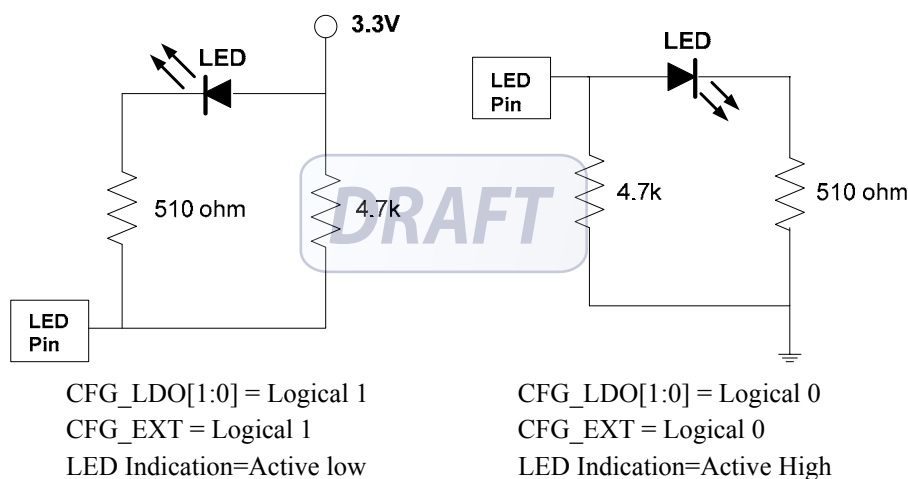 3.3V
LED
510 ohm
4.7k
LED
Pin
CFG_LDO[1:0] = Logical 1
CFG_EXT = Logical 1
LED Indication=Active low
LED
LED
Pin
4.7k
510 ohm
CFG_LDO[1:0] = Logical 0
CFG_EXT = Logical 0
LED Indication=Active High
DRAFT